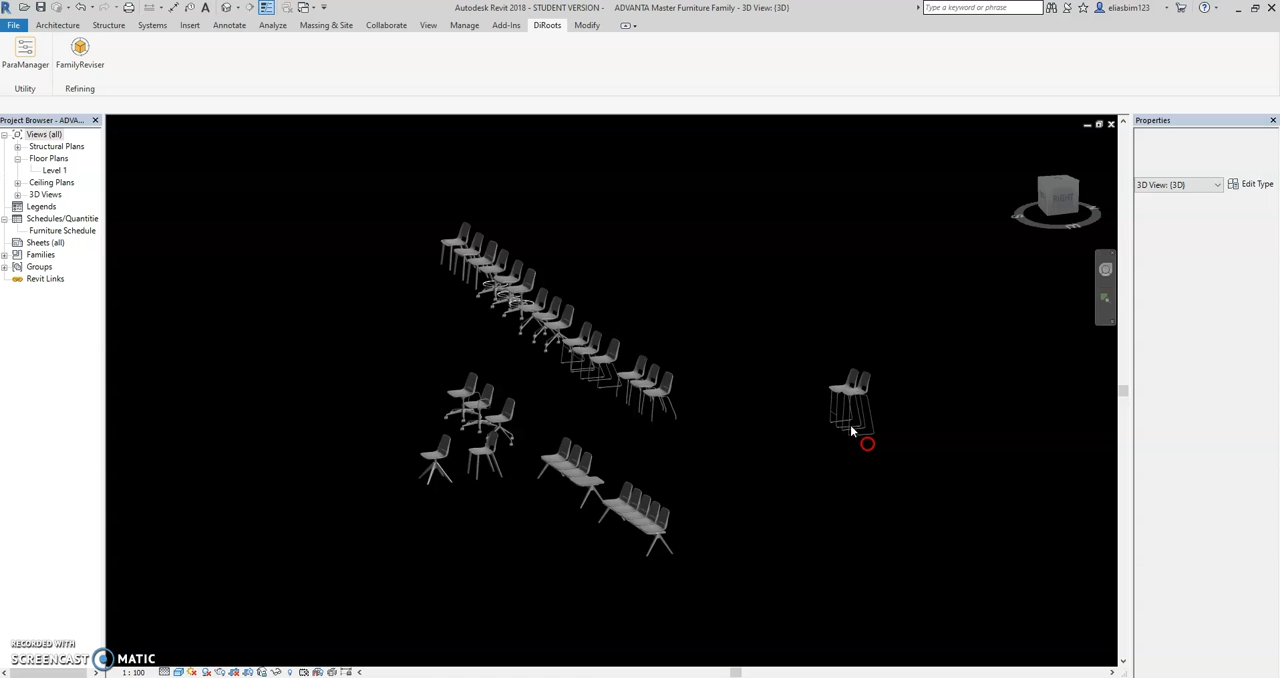 Autodesk Revit 2018 - STUDENT VERSION - ADVANTA Master Furniture Family - 3D View: {3D}
Type a keyword or phrase
eliasbim123
File Architecture Structure Systems Insert Annotate Analyze Massing & Site Collaborate View Manage Add-Ins DiRoots Modify
ParaManager FamilyReviser
Utility Refining
Project Browser - ADVA...
Views (all)
Structural Plans
Floor Plans
Level 1
Ceiling Plans
3D Views
Legends
Schedules/Quantitie
Furniture Schedule
Sheets (all)
Families
Groups
Revit Links
RIGHT
Properties
3D View: {3D} Edit Type
RECORDED WITH
SCREENCAST MATIC
1 : 100